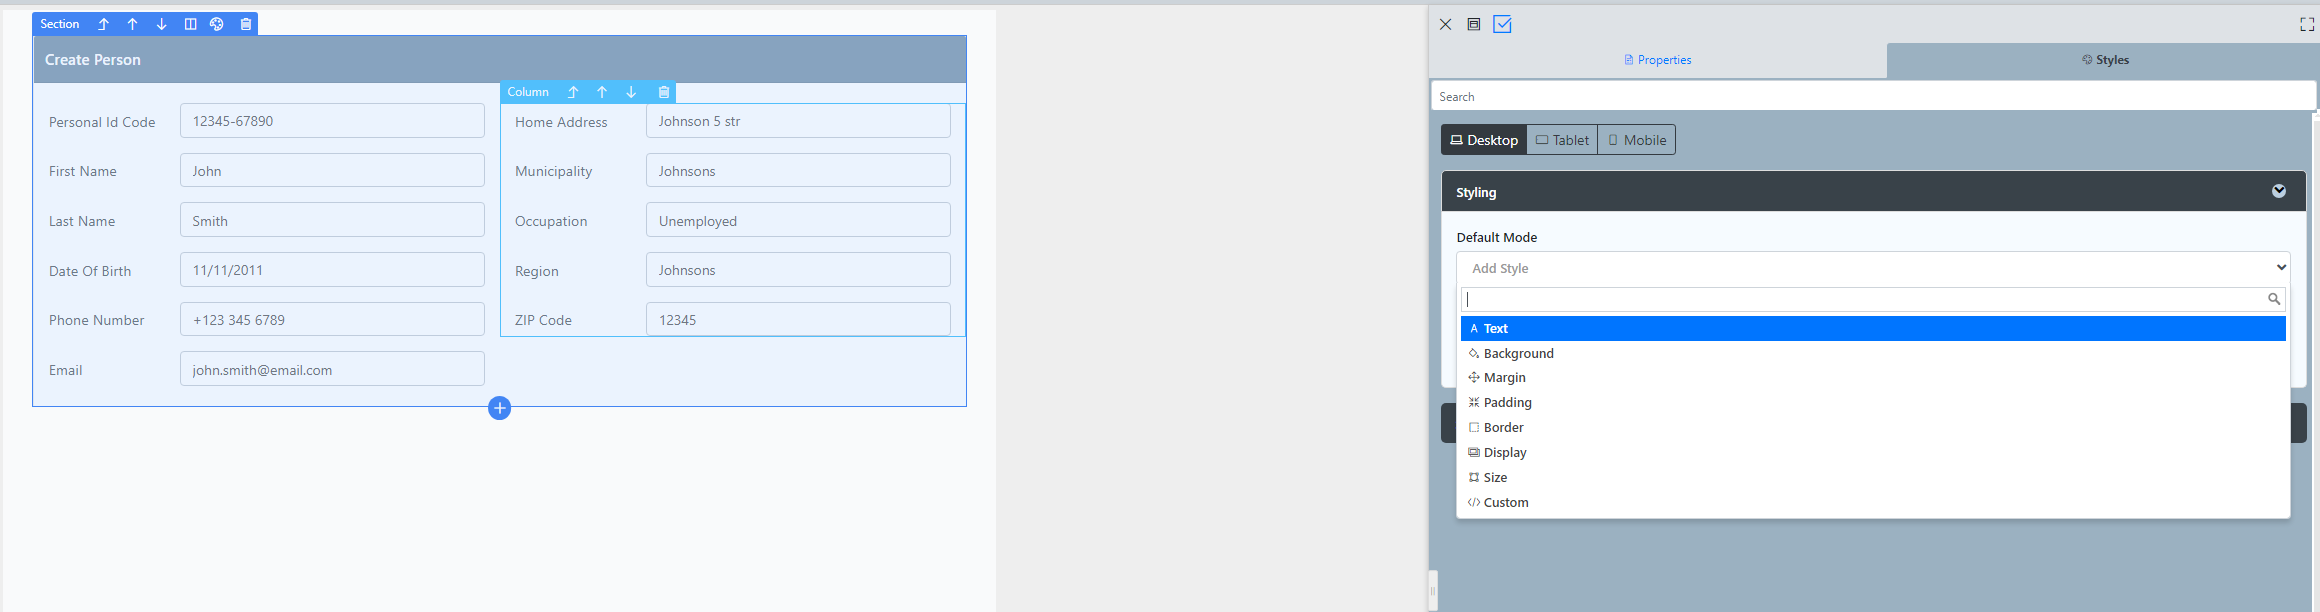 Section
Create Person
Column
Personal Id Code 12345-67890
Home Address Johnson 5 str
First Name John
Municipality Johnsons
Last Name Smith
Occupation Unemployed
Date Of Birth 11/11/2011
Region Johnsons
Phone Number +123 345 6789
ZIP Code 12345
Email john.smith@email.com
Properties
Styles
Search
Desktop Tablet Mobile
Styling
Default Mode
Add Style
Text
Background
Margin
Padding
Border
Display
Size
Custom